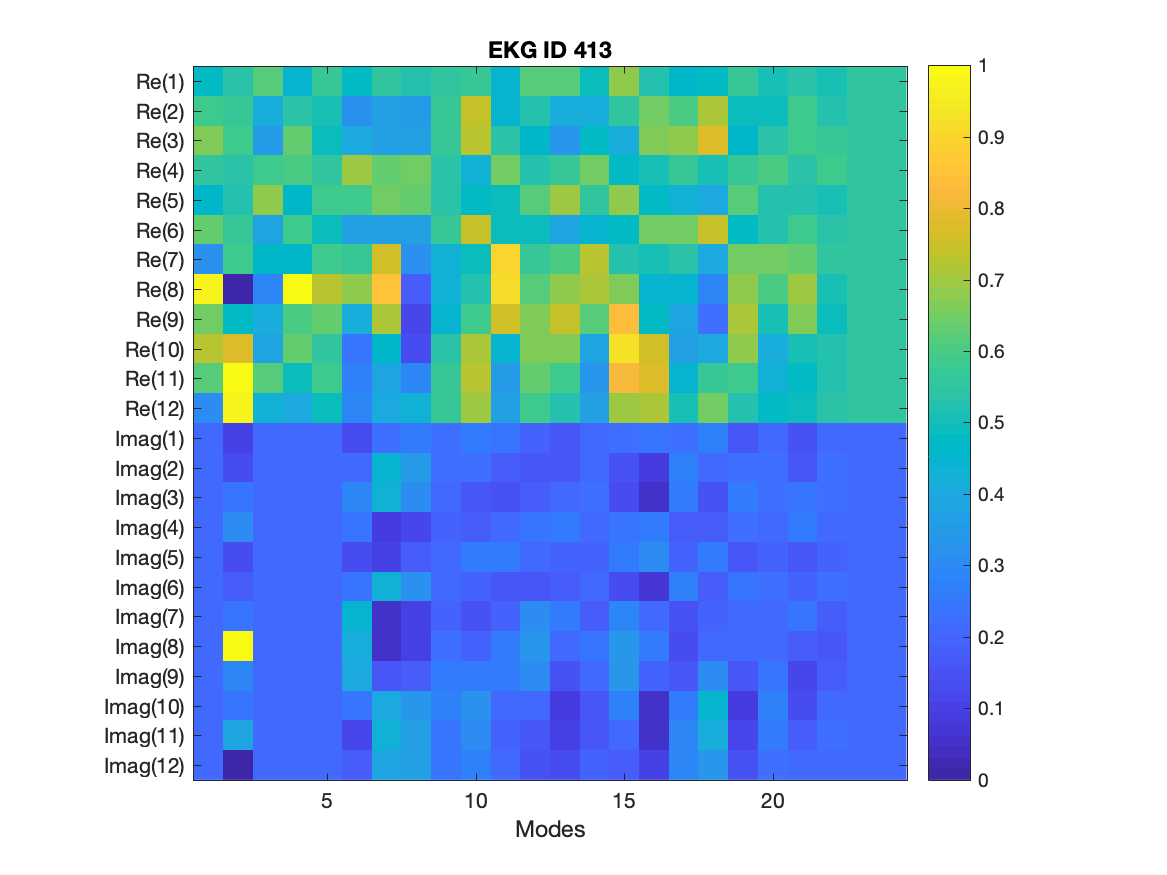 EKG ID 413
Re(1)
Re(2)
Re(3)
Re(4)
Re(5)
Re(6)
Re(7)
Re(8)
Re(9)
Re(10)
Re(11)
Re(12)
Imag(1)
Imag(2)
Imag(3)
Imag(4)
Imag(5)
Imag(6)
Imag(7)
Imag(8)
Imag(9)
Imag(10)
Imag(11)
Imag(12)
5 10 15 20
Modes
1
0.9
0.8
0.7
0.6
0.5
0.4
0.3
0.2
0.1
0